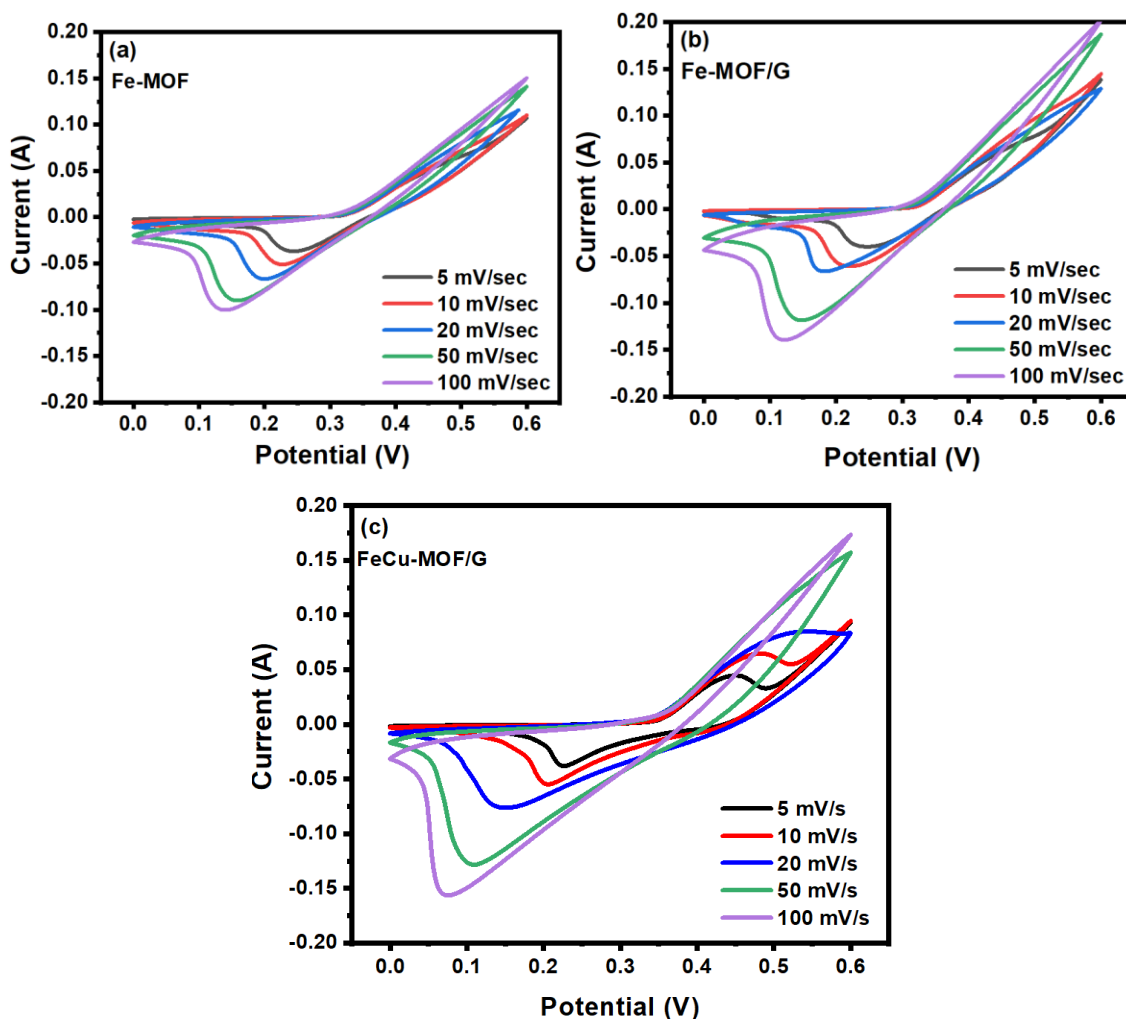 (a)
Fe-MOF
0.20
0.15
0.10
0.05
0.00
-0.05
-0.10
-0.15
-0.20
Current (A)
5 mV/sec
10 mV/sec
20 mV/sec
50 mV/sec
100 mV/sec
0.0 0.1 0.2 0.3 0.4 0.5 0.6
Potential (V)
(b)
Fe-MOF/G
0.20
0.15
0.10
0.05
0.00
-0.05
-0.10
-0.15
-0.20
Current (A)
5 mV/sec
10 mV/sec
20 mV/sec
50 mV/sec
100 mV/sec
0.0 0.1 0.2 0.3 0.4 0.5 0.6
Potential (V)
(c)
FeCu-MOF/G
0.20
0.15
0.10
0.05
0.00
-0.05
-0.10
-0.15
-0.20
Current (A)
5 mV/s
10 mV/s
20 mV/s
50 mV/s
100 mV/s
0.0 0.1 0.2 0.3 0.4 0.5 0.6
Potential (V)